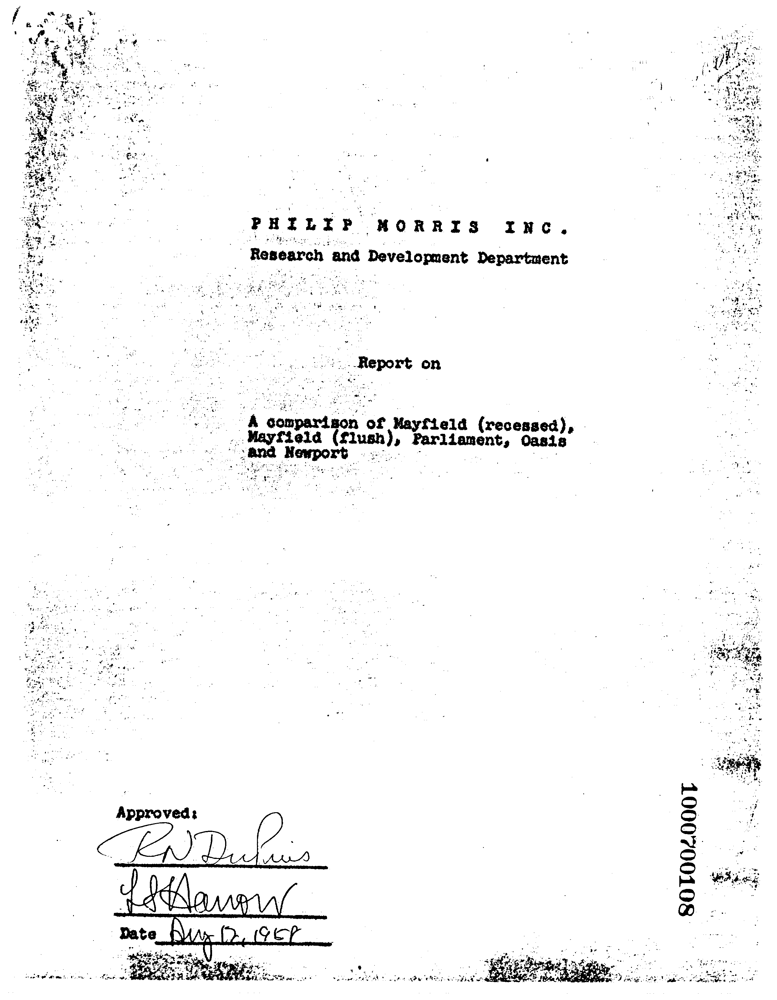 PHILIP MORRIS INC.
Research and Development Department
Report on
A comparison of Mayfield (recessed),
Mayfield (flush), Parliament, Oasis
and Newport
Approved:
RN DuPuis
Date Aug 12, 1958
1000700108